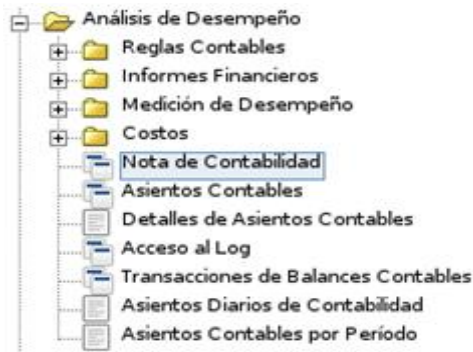 Análisis de Desempeño
Reglas Contables
Informes Financieros
Medición de Desempeño
Costos
Nota de Contabilidad
Asientos Contables
Detalles de Asientos Contables
Acceso al Log
Transacciones de Balances Contables
Asientos Diarios de Contabilidad
Asientos Contables por Período